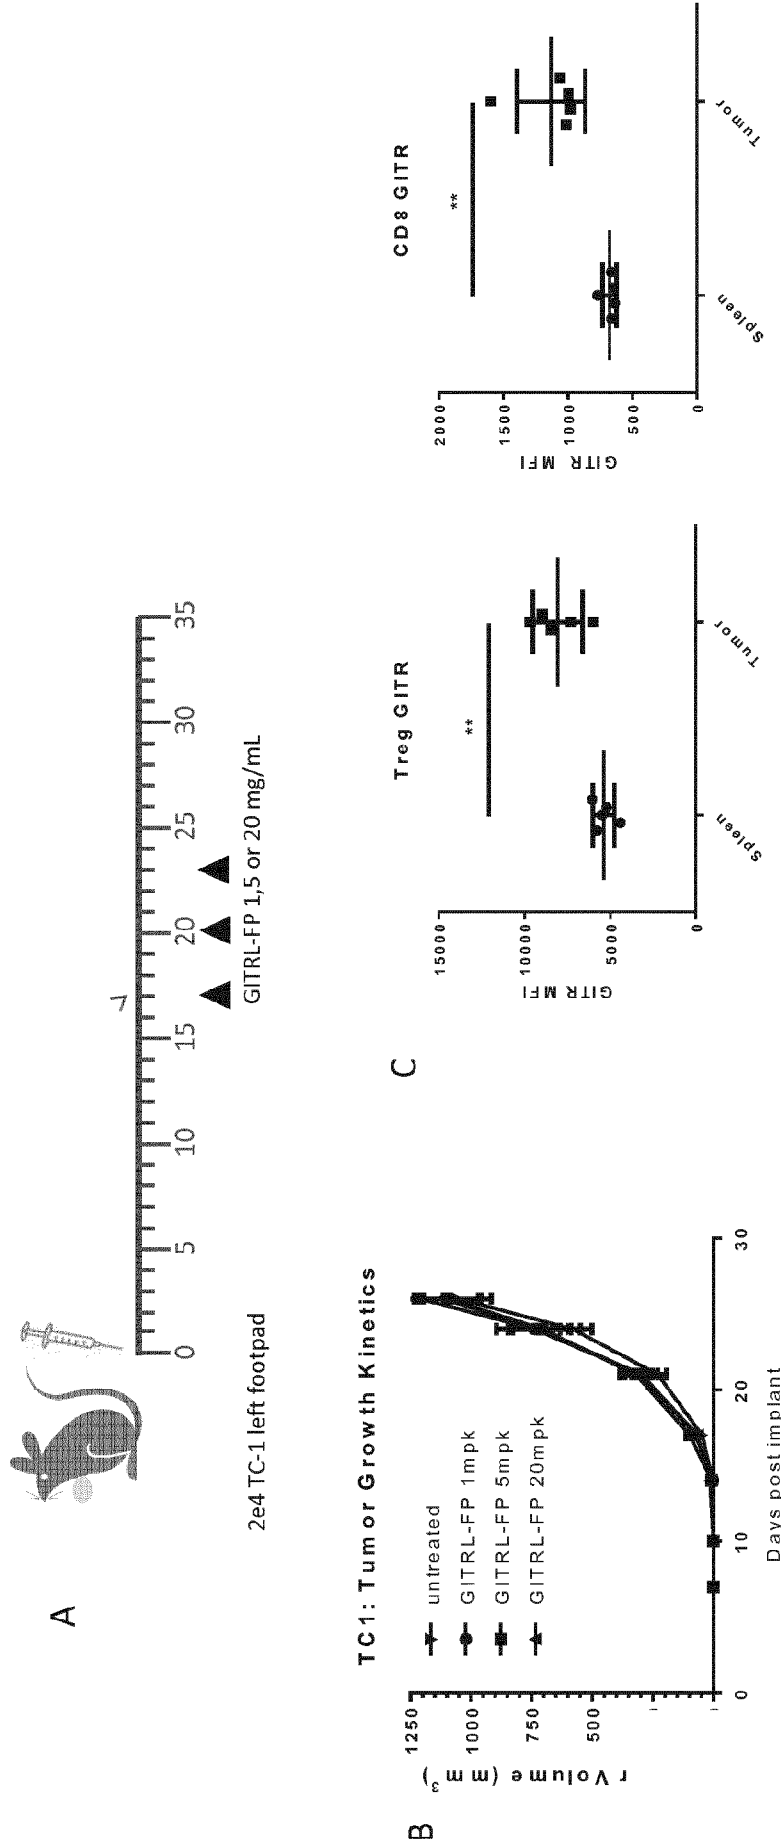 A
0 5 10 15 20 25 30 35
2e4 TC-1 left footpad
GITRL-FP 1,5 or 20 mg/mL
B
TC1: Tumor Growth Kinetics
untreated
GITRL-FP 1mpk
GITRL-FP 5mpk
GITRL-FP 20mpk
r Volume (mm³)
1250
1000
750
500
0 10 20 30
Days postimplant
C
Treg GITR
**
GITR MFI
15000
10000
5000
0
Spleen Tumor
CD8 GITR
**
GITR MFI
2000
1500
1000
500
0
Spleen Tumor